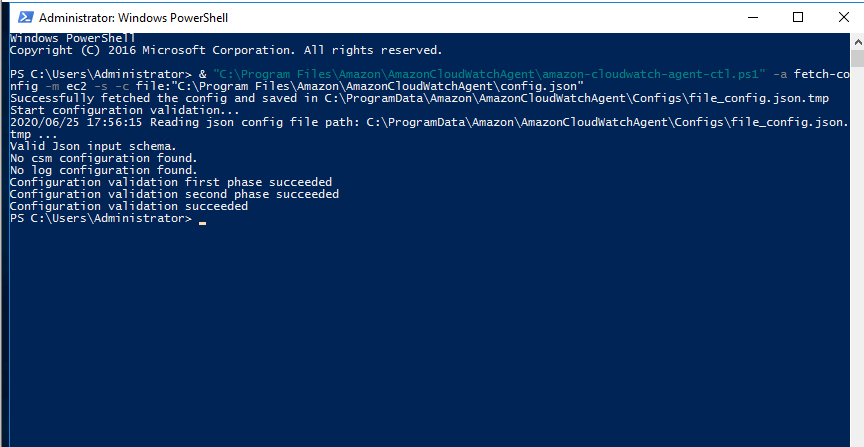 Administrator: Windows PowerShell
Windows PowerShell
Copyright (C) 2016 Microsoft Corporation. All rights reserved.
PS C:\Users\Administrator> & "C:\Program Files\Amazon\AmazonCloudWatchAgent\amazon-cloudwatch-agent-ctl.ps1" -a fetch-co
nfig -m ec2 -s -c file:"C:\Program Files\Amazon\AmazonCloudWatchAgent\config.json"
Successfully fetched the config and saved in C:\ProgramData\Amazon\AmazonCloudWatchAgent\Configs\file_config.json.tmp
Start configuration validation...
2020/06/25 17:56:15 Reading json config file path: C:\ProgramData\Amazon\AmazonCloudWatchAgent\Configs\file_config.json.
tmp ...
Valid Json input schema.
No csm configuration found.
No log configuration found.
Configuration validation first phase succeeded
Configuration validation second phase succeeded
Configuration validation succeeded
PS C:\Users\Administrator> _